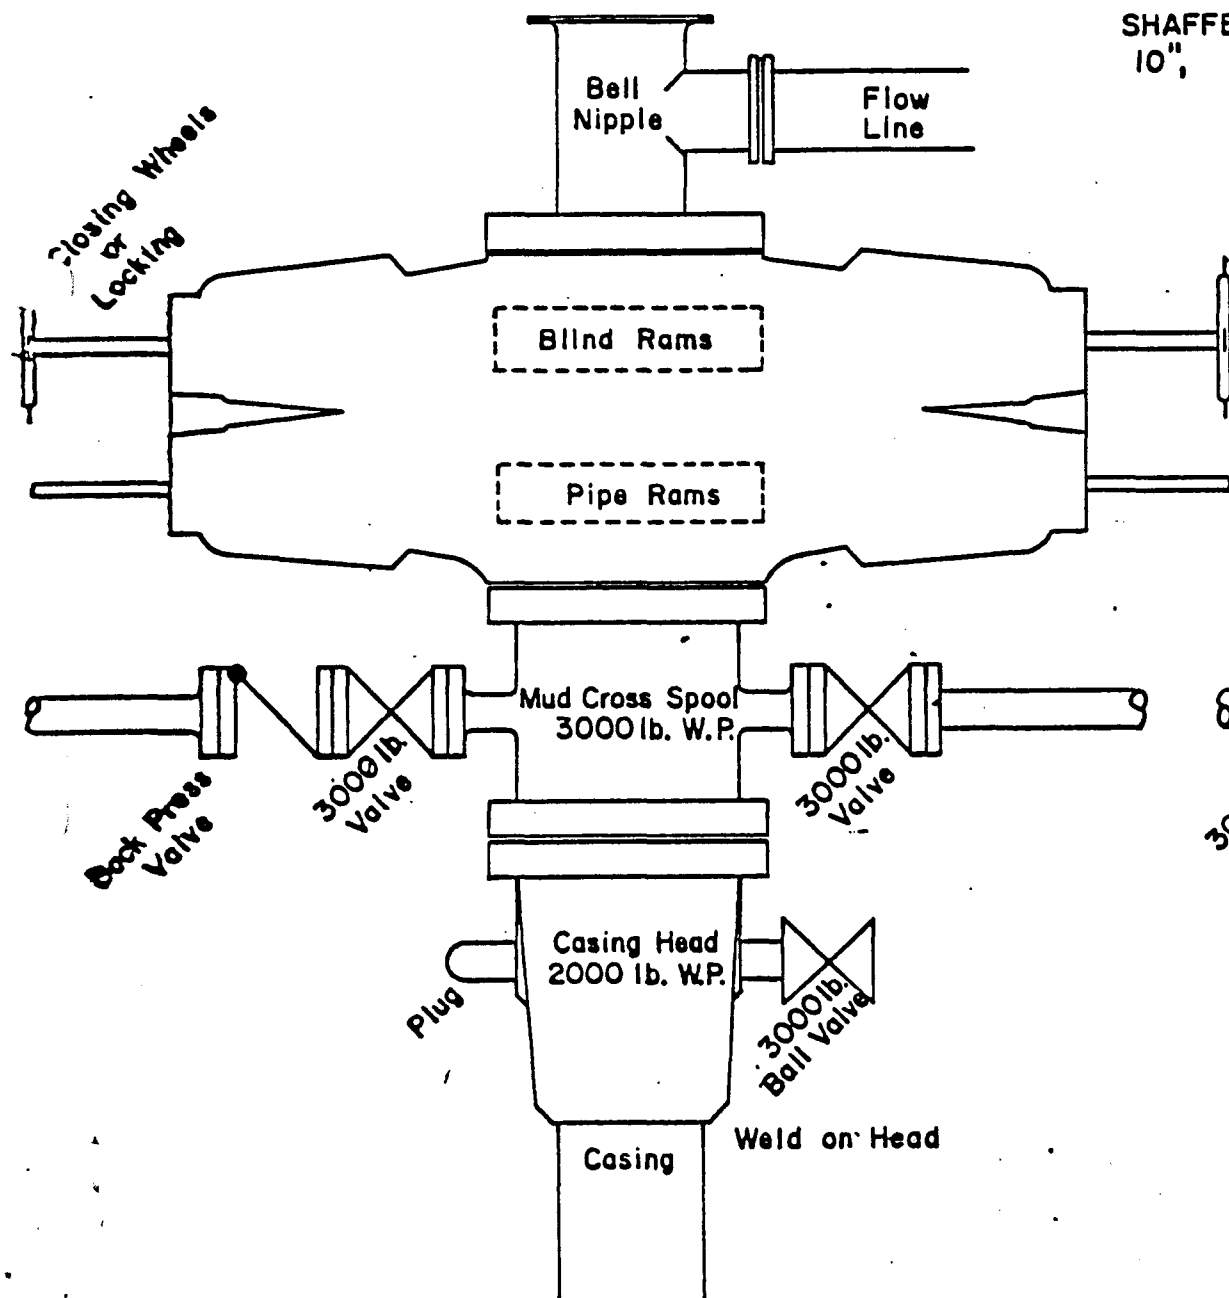 SHAFFE
10",
Bell
Nipple
Flow
Line
Closing Wheels
or
Locking
Blind Rams
Pipe Rams
Mud Cross Spool
3000 lb. W.P.
3000 lb.
Valve
3000 lb.
Valve
Back Press
Valve
30
Casing Head
2000 lb. W.P.
Plug
3000 lb.
Ball Valve
Weld on Head
Casing